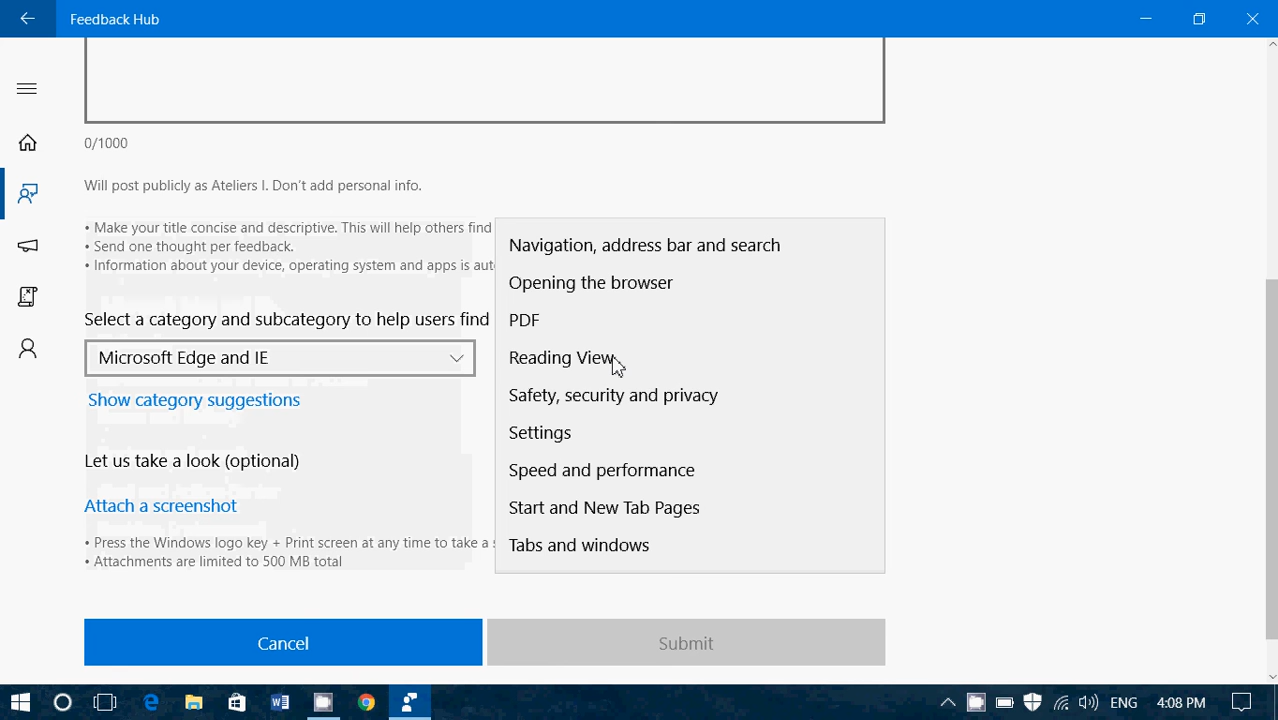 Feedback Hub
0/1000
Will post publicly as Ateliers I. Don't add personal info.
• Make your title concise and descriptive. This will help others find
• Send one thought per feedback.
• Information about your device, operating system and apps is aut
Select a category and subcategory to help users find
Microsoft Edge and IE
Show category suggestions
Let us take a look (optional)
Attach a screenshot
• Press the Windows logo key + Print screen at any time to take a s
• Attachments are limited to 500 MB total
Navigation, address bar and search
Opening the browser
PDF
Reading View
Safety, security and privacy
Settings
Speed and performance
Start and New Tab Pages
Tabs and windows
Cancel
Submit
ENG
4:08 PM